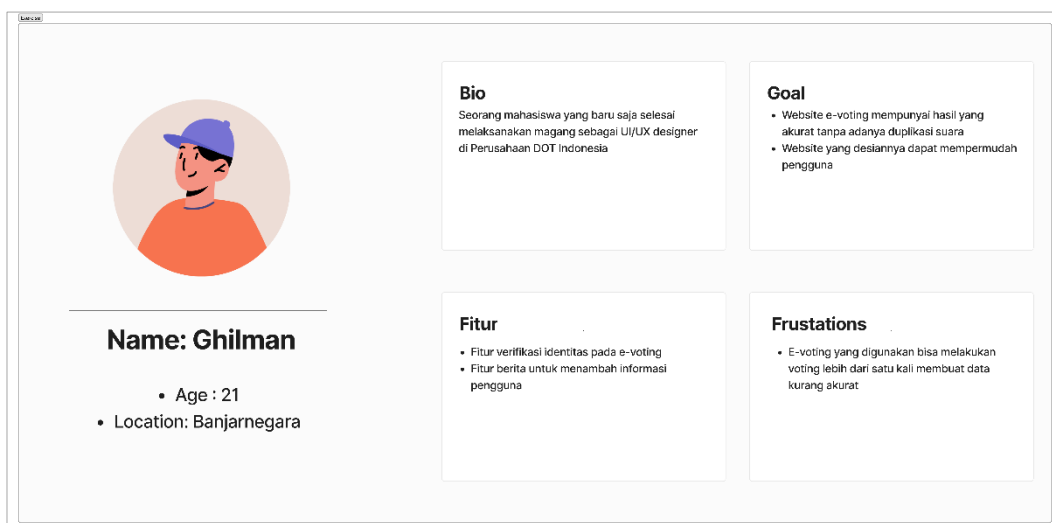 Name: Ghilman
Age : 21
Location: Banjarnegara
Bio
Seorang mahasiswa yang baru saja selesai
melaksanakan magang sebagai UI/UX designer
di Perusahaan DOT Indonesia
Goal
Website e-voting mempunyai hasil yang
akurat tanpa adanya duplikasi suara
Website yang desiannya dapat mempermudah
pengguna
Fitur
Fitur verifikasi identitas pada e-voting
Fitur berita untuk menambah informasi
pengguna
Frustations
E-voting yang digunakan bisa melakukan
voting lebih dari satu kali membuat data
kurang akurat